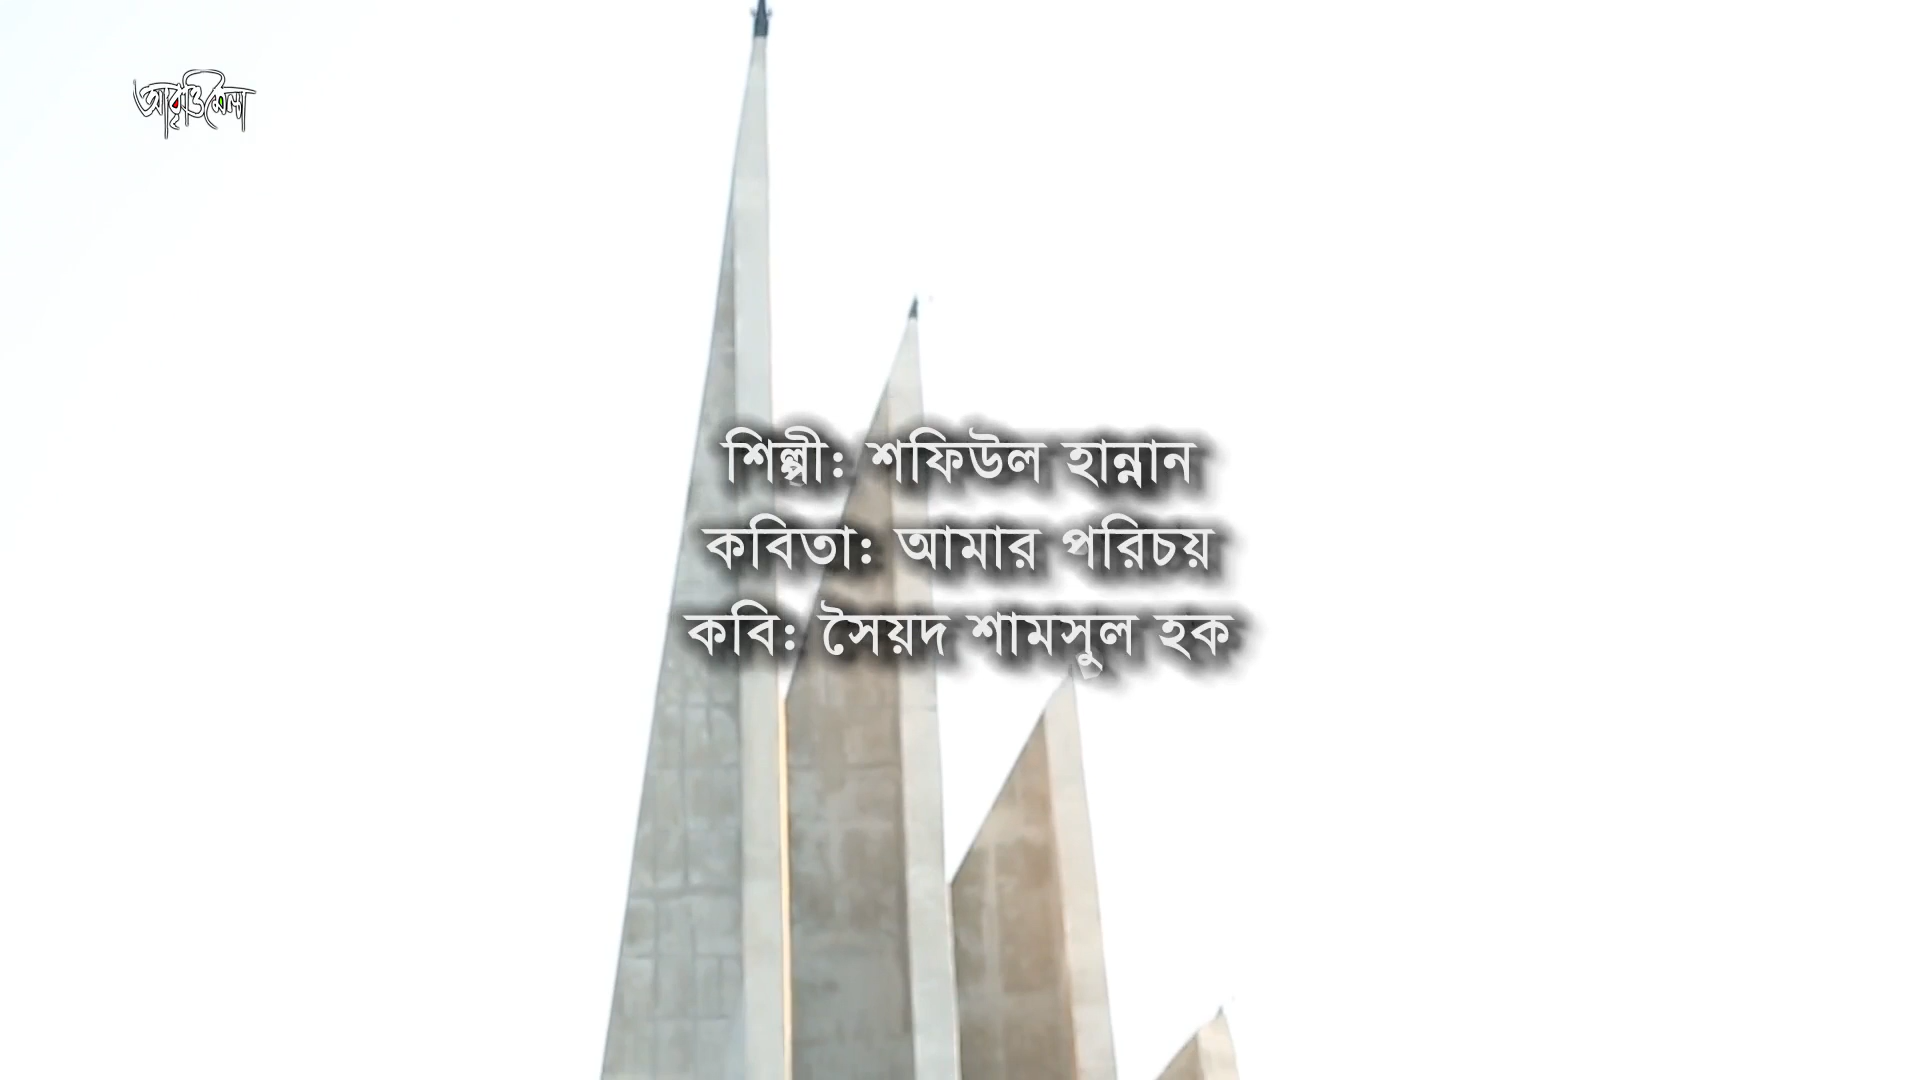 আবৃত্তিমেলা
শিল্পী: শফিউল হান্নান
কবিতা: আমার পরিচয়
কবি: সৈয়দ শামসুল হক